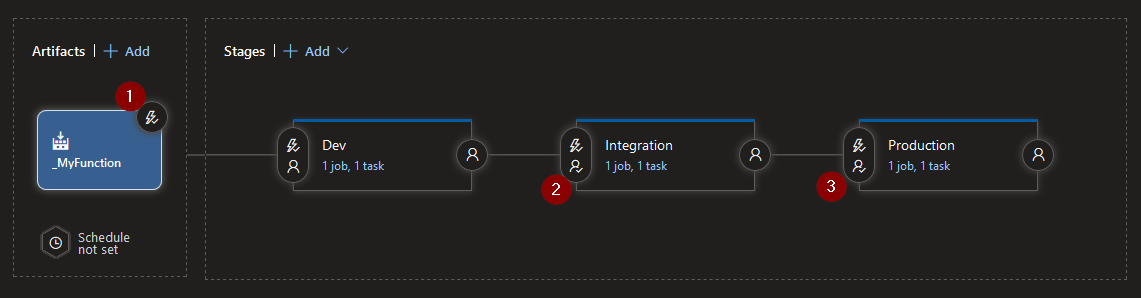 Artifacts | + Add
Stages | + Add
1
_MyFunction
Schedule
not set
Dev
1 job, 1 task
2
Integration
1 job, 1 task
3
Production
1 job, 1 task